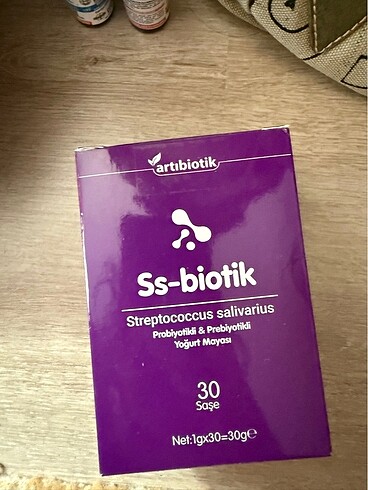 artıbiotik
Ss-biotik
Streptococcus salivarius
Probiyotikli & Prebiyotikli
Yoğurt Mayası
30
Saşe
Net:1gx30=30g℮